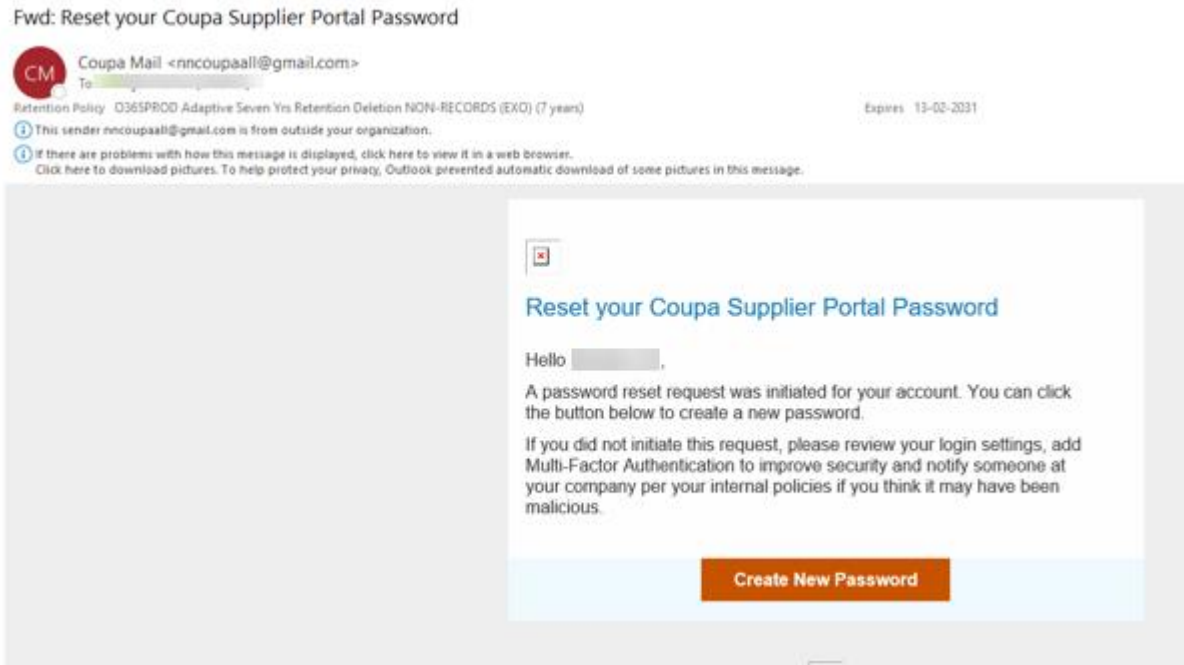 Fwd: Reset your Coupa Supplier Portal Password
CM
Coupa Mail <nncoupaall@gmail.com>
To
Retention Policy O365PROD Adaptive Seven Yrs Retention Deletion NON-RECORDS (EXO) (7 years)
Expires 13-02-2031
This sender nncoupaall@gmail.com is from outside your organization.
If there are problems with how this message is displayed, click here to view it in a web browser.
Click here to download pictures. To help protect your privacy, Outlook prevented automatic download of some pictures in this message.
Reset your Coupa Supplier Portal Password
Hello ,
A password reset request was initiated for your account. You can click
the button below to create a new password.
If you did not initiate this request, please review your login settings, add
Multi-Factor Authentication to improve security and notify someone at
your company per your internal policies if you think it may have been
malicious.
Create New Password